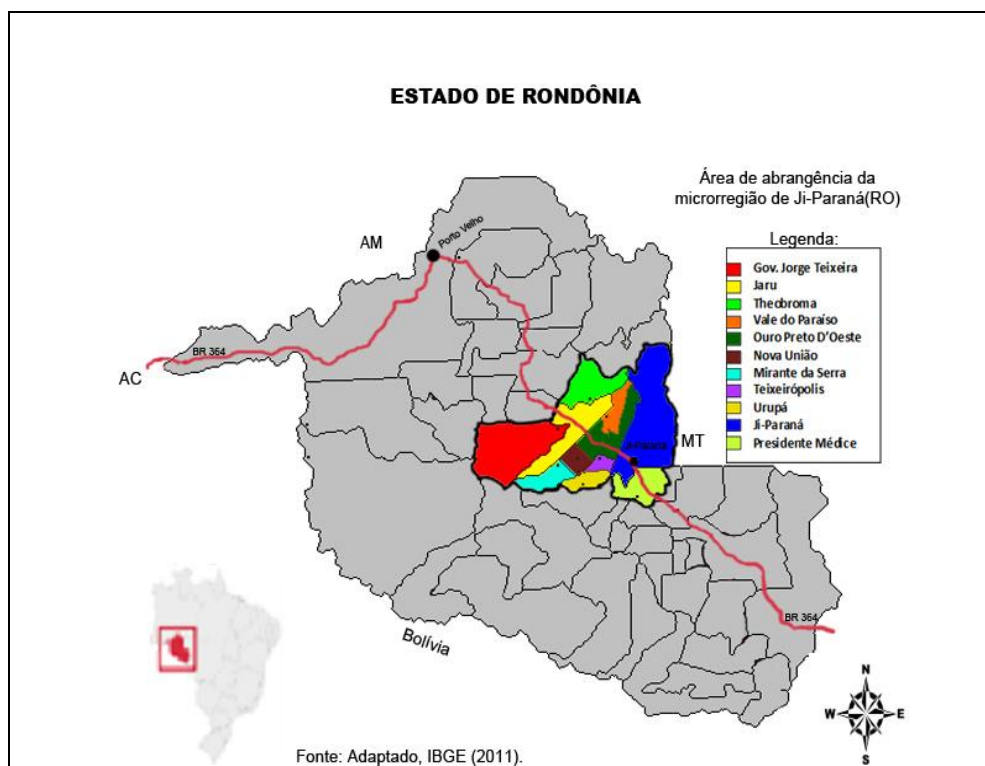 ESTADO DE RONDÔNIA
Área de abrangência da
microrregião de Ji-Paraná(RO)
Legenda:
Gov. Jorge Teixeira
Jaru
Theobroma
Vale do Paraíso
Ouro Preto D'Oeste
Nova União
Mirante da Serra
Teixeirópolis
Urupá
Ji-Paraná
Presidente Médice
AM
Porto Velho
BR 364
AC
Ji-Paraná
MT
BR 364
Bolívia
N
W
E
S
Fonte: Adaptado, IBGE (2011).